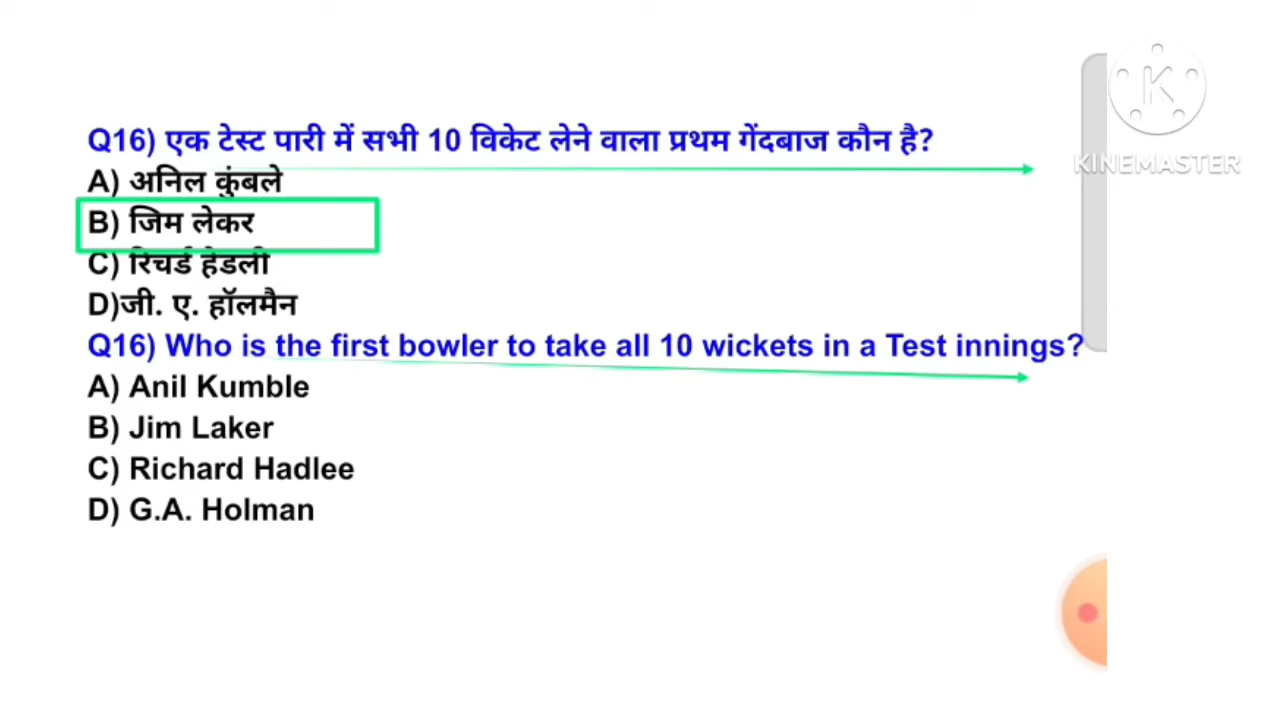 Q16) एक टेस्ट पारी में सभी 10 विकेट लेने वाला प्रथम गेंदबाज कौन है?
A) अनिल कुंबले
B) जिम लेकर
C) रिचर्ड हेडली
D)जी. ए. हॉलमैन
Q16) Who is the first bowler to take all 10 wickets in a Test innings?
A) Anil Kumble
B) Jim Laker
C) Richard Hadlee
D) G.A. Holman
K
KINEMASTER